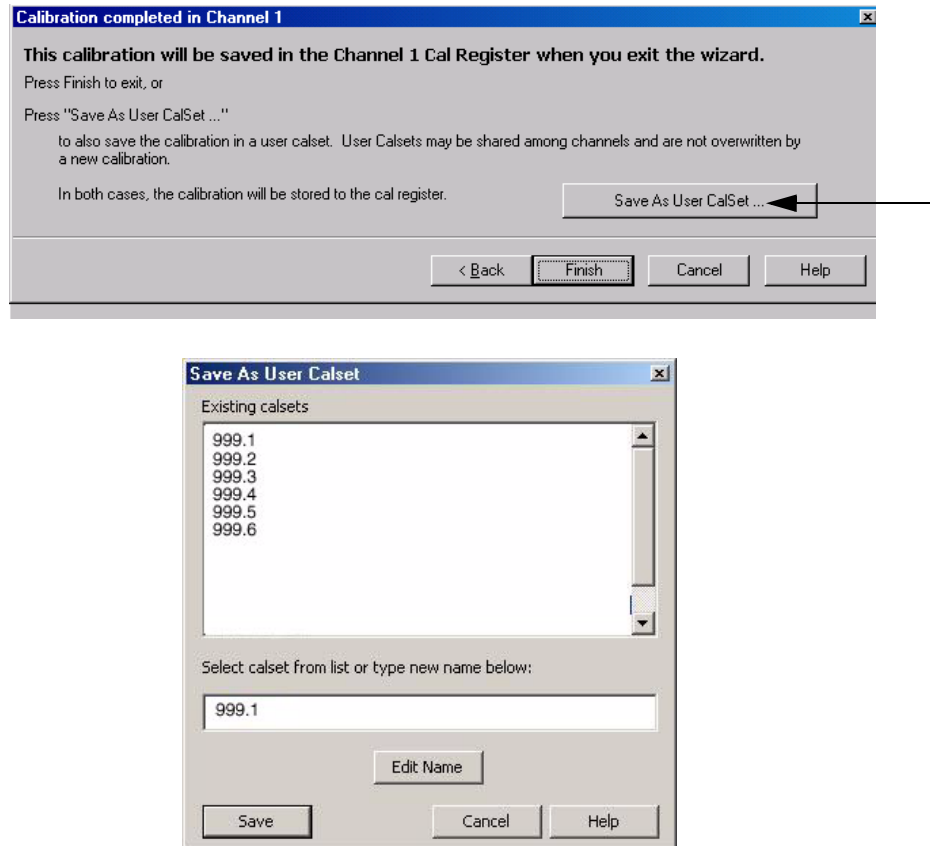 Calibration completed in Channel 1
This calibration will be saved in the Channel 1 Cal Register when you exit the wizard.
Press Finish to exit, or
Press "Save As User CalSet ..."
to also save the calibration in a user calset. User Calsets may be shared among channels and are not overwritten by
a new calibration.
In both cases, the calibration will be stored to the cal register.
Save As User CalSet ...
< Back
Finish
Cancel
Help
Save As User Calset
Existing calsets
999.1
999.2
999.3
999.4
999.5
999.6
Select calset from list or type new name below:
999.1
Edit Name
Save
Cancel
Help